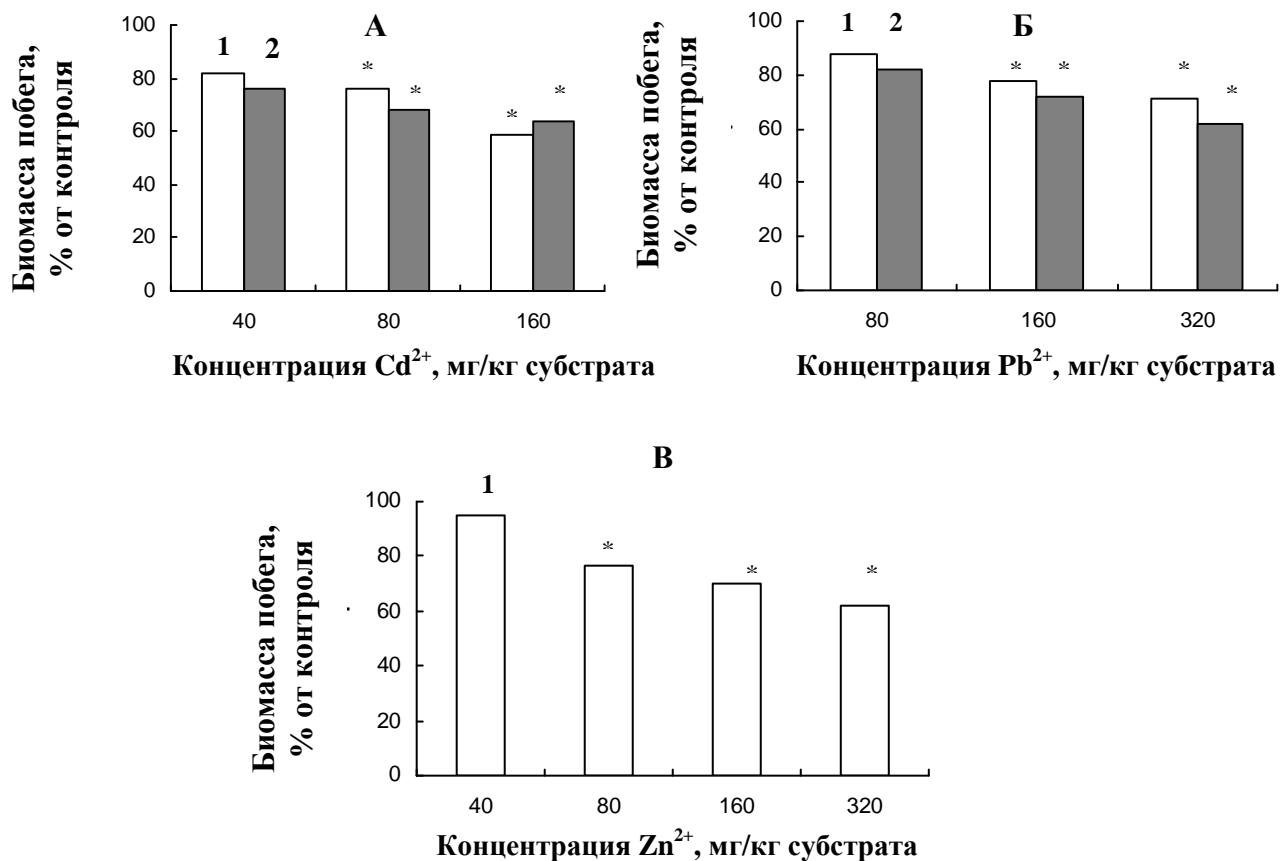 А
Биомасса побега,
% от контроля
100
80
60
40
20
0
1 2
*
*
*
*
40 80 160
Концентрация Cd²⁺, мг/кг субстрата
Б
Биомасса побега,
% от контроля
100
80
60
40
20
0
1 2
* *
*
*
80 160 320
Концентрация Pb²⁺, мг/кг субстрата
В
Биомасса побега,
% от контроля
100
80
60
40
20
0
1
*
*
*
40 80 160 320
Концентрация Zn²⁺, мг/кг субстрата